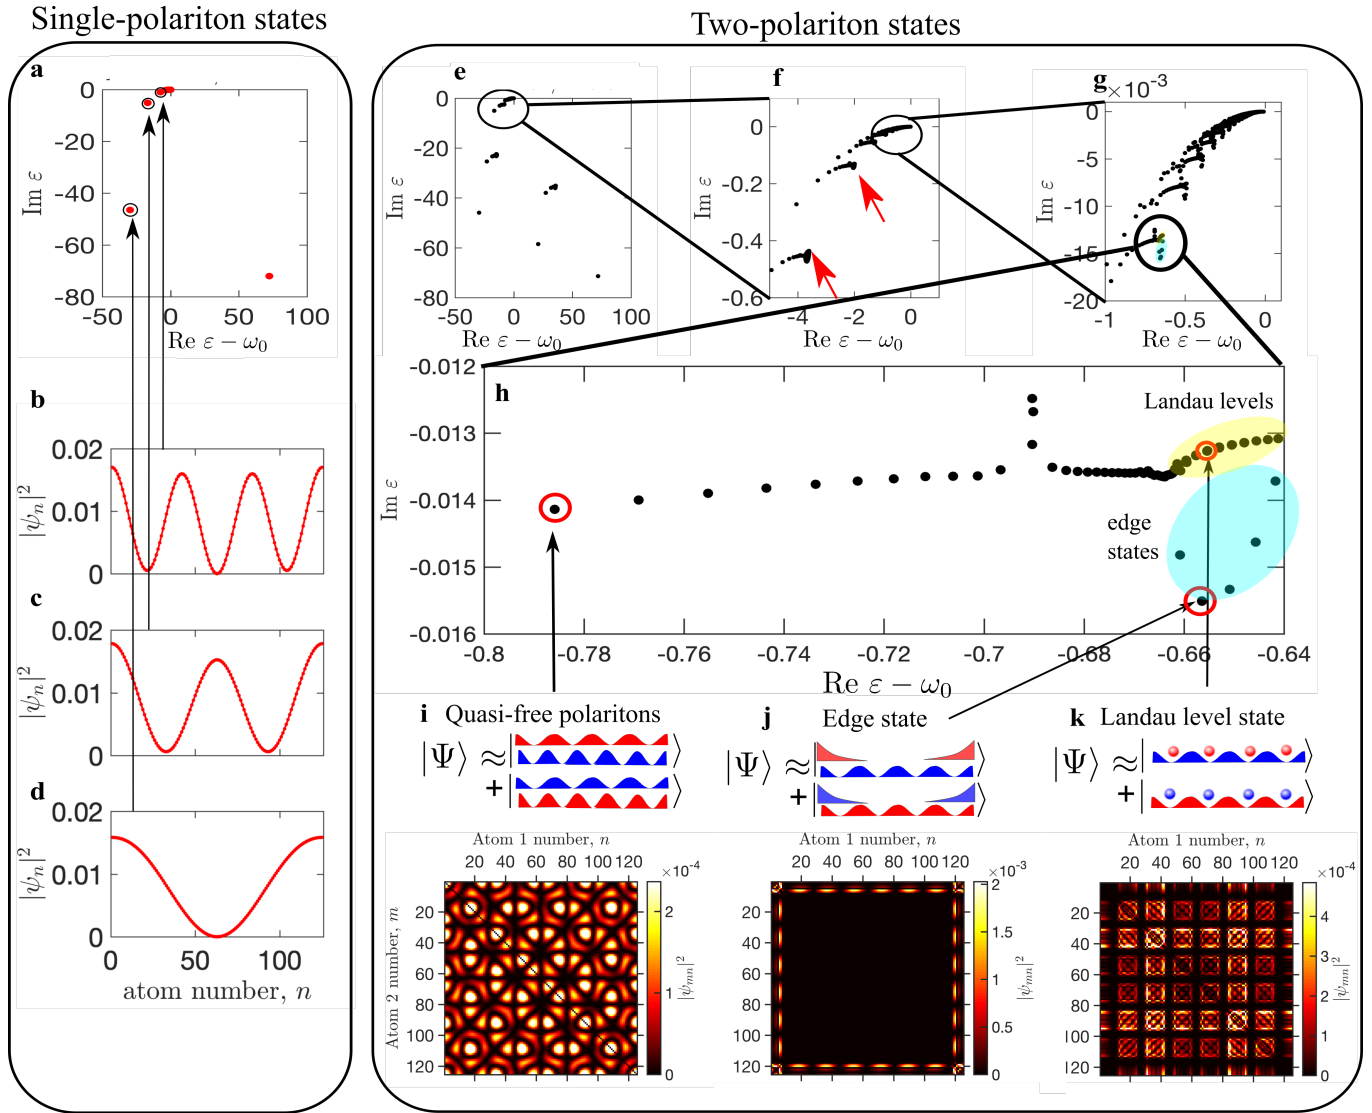 Single-polariton states
Two-polariton states
a
0
-20
-40
-60
-80
Im ε
-50
0
50
100
Re ε − ω₀
b
0.02
0.01
0
|ψₙ|²
c
0.02
0.01
0
|ψₙ|²
d
0.02
0.01
0
|ψₙ|²
0
50
100
atom number, n
e
0
-20
-40
-60
-80
Im ε
-50
0
50
100
Re ε − ω₀
f
0
-0.2
-0.4
-0.6
Im ε
-4
-2
0
Re ε − ω₀
g
×10⁻³
0
-5
-10
-15
-20
Im ε
-1
-0.5
0
Re ε − ω₀
h
-0.012
-0.013
-0.014
-0.015
-0.016
Im ε
Landau levels
edge
states
-0.8
-0.78
-0.76
-0.74
-0.72
-0.7
-0.68
-0.66
-0.64
Re ε − ω₀
i Quasi-free polaritons
|Ψ⟩ ≈ | ⟩
+ | ⟩
Atom 1 number, n
20 40 60 80 100 120
Atom 2 number, m
20
40
60
80
100
120
×10⁻⁴
2
1
0
|ψₘₙ|²
j Edge state
|Ψ⟩ ≈ | ⟩
+ | ⟩
Atom 1 number, n
20 40 60 80 100 120
20
40
60
80
100
120
×10⁻³
2
1.5
1
0.5
0
|ψₘₙ|²
k Landau level state
|Ψ⟩ ≈ | ⟩
+ | ⟩
Atom 1 number, n
20 40 60 80 100 120
20
40
60
80
100
120
×10⁻⁴
4
3
2
1
0
|ψₘₙ|²